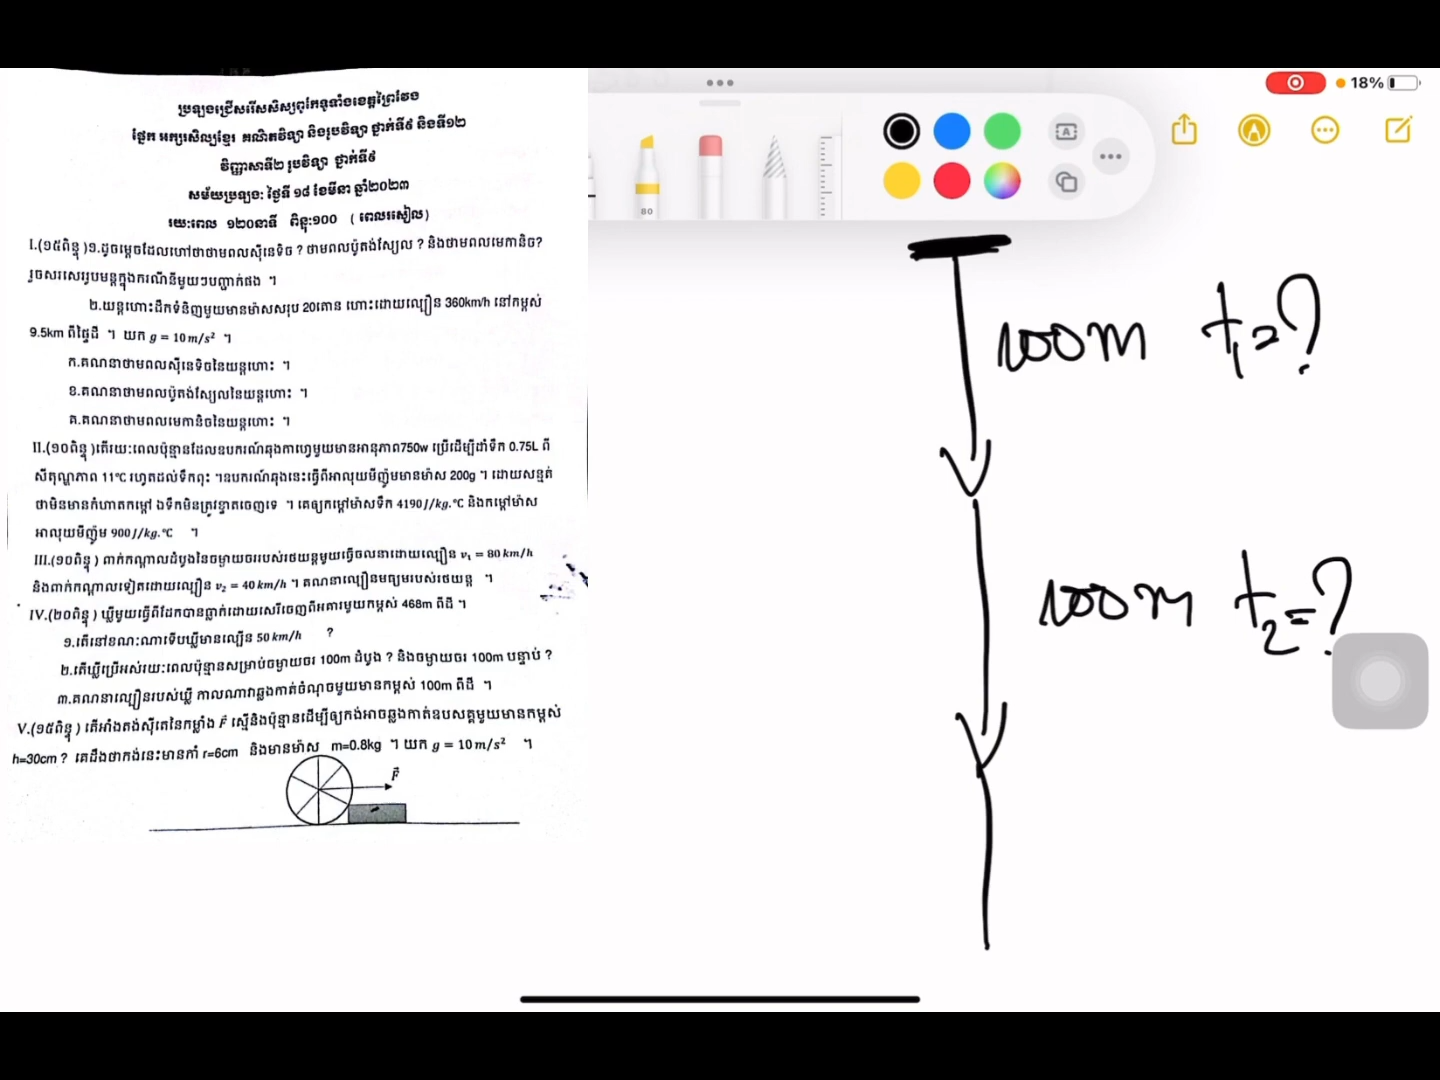 ប្រឡងជ្រើសរើសសិស្សពូកែទូទាំងខេត្តព្រៃវែង
ផ្នែក អក្សរសិល្ប៍ខ្មែរ គណិតវិទ្យា និងរូបវិទ្យា ថ្នាក់ទី៩ និងទី១២
វិញ្ញាសាទី២ រូបវិទ្យា ថ្នាក់ទី៩
សម័យប្រឡង: ថ្ងៃទី ១៨ ខែមីនា ឆ្នាំ២០២៣
រយ:ពេល ១២០នាទី ពិន្ទុ:១០០ ( ពេលរសៀល)
I.(១៥ពិន្ទុ )១.ដូចម្តេចដែលហៅថាថាមពលស៊ីនេទិច ? ថាមពលប៉ូតង់ស្យែល ? និងថាមពលមេកានិច?
រួចសរសេររូបមន្តក្នុងករណីនីមួយៗបញ្ជាក់ផង ។
២.យន្តហោះដឹកទំនិញមួយមានម៉ាសសរុប 20តោន ហោះដោយល្បឿន 360km/h នៅកម្ពស់
9.5km ពីផ្ទៃដី ។ យក g = 10 m/s² ។
ក.គណនាថាមពលស៊ីនេទិចនៃយន្តហោះ ។
ខ.គណនាថាមពលប៉ូតង់ស្យែលនៃយន្តហោះ ។
គ.គណនាថាមពលមេកានិចនៃយន្តហោះ ។
II.(១០ពិន្ទុ )តើរយ:ពេលប៉ុន្មានដែលឧបករណ៍ឆុងកាហ្វេមួយមានអានុភាព750w ប្រើដើម្បីដាំទឹក 0.75L ពី
សីតុណ្ហភាព 11°C រហូតដល់ទឹកពុះ ។ឧបករណ៍ឆុងនេះធ្វើពីអាលុយមីញ៉ូមមានម៉ាស 200g ។ ដោយសន្មត់
ថាមិនមានកំហាតកម្តៅ ឯទឹកមិនត្រូវខ្ចាតចេញទេ ។ គេឲ្យកម្តៅម៉ាសទឹក 4190J/kg.°C និងកម្តៅម៉ាស
អាលុយមីញ៉ូម 900J/kg.°C ។
III.(១០ពិន្ទុ ) ពាក់កណ្តាលដំបូងនៃចម្ងាយចររបស់រថយន្តមួយធ្វើចលនាដោយល្បឿន v₁ = 80 km/h
និងពាក់កណ្តាលទៀតដោយល្បឿន v₂ = 40 km/h ។ គណនាល្បឿនមធ្យមរបស់រថយន្ត ។
IV.(២០ពិន្ទុ ) ឃ្លីមួយធ្វើពីដែកបានធ្លាក់ដោយសេរីចេញពីអគារមួយកម្ពស់ 468m ពីដី ។
១.តើនៅខណ:ណាទើបឃ្លីមានល្បឿន 50 km/h ?
២.តើឃ្លីប្រើអស់រយ:ពេលប៉ុន្មានសម្រាប់ចម្ងាយចរ 100m ដំបូង ? និងចម្ងាយចរ 100m បន្ទាប់ ?
៣.គណនាល្បឿនរបស់ឃ្លី កាលណាវាឆ្លងកាត់ចំណុចមួយមានកម្ពស់ 100m ពីដី ។
V.(១៥ពិន្ទុ ) តើអាំងតង់ស៊ីតេនៃកម្លាំង F⃗ ស្មើនឹងប៉ុន្មានដើម្បីឲ្យកង់អាចឆ្លងកាត់ឧបសគ្គមួយមានកម្ពស់
h=30cm ? គេដឹងថាកង់នេះមានកាំ r=6cm និងមានម៉ាស m=0.8kg ។ យក g = 10 m/s² ។
F⃗
18%
80
100m t₁=?
100m t₂=?